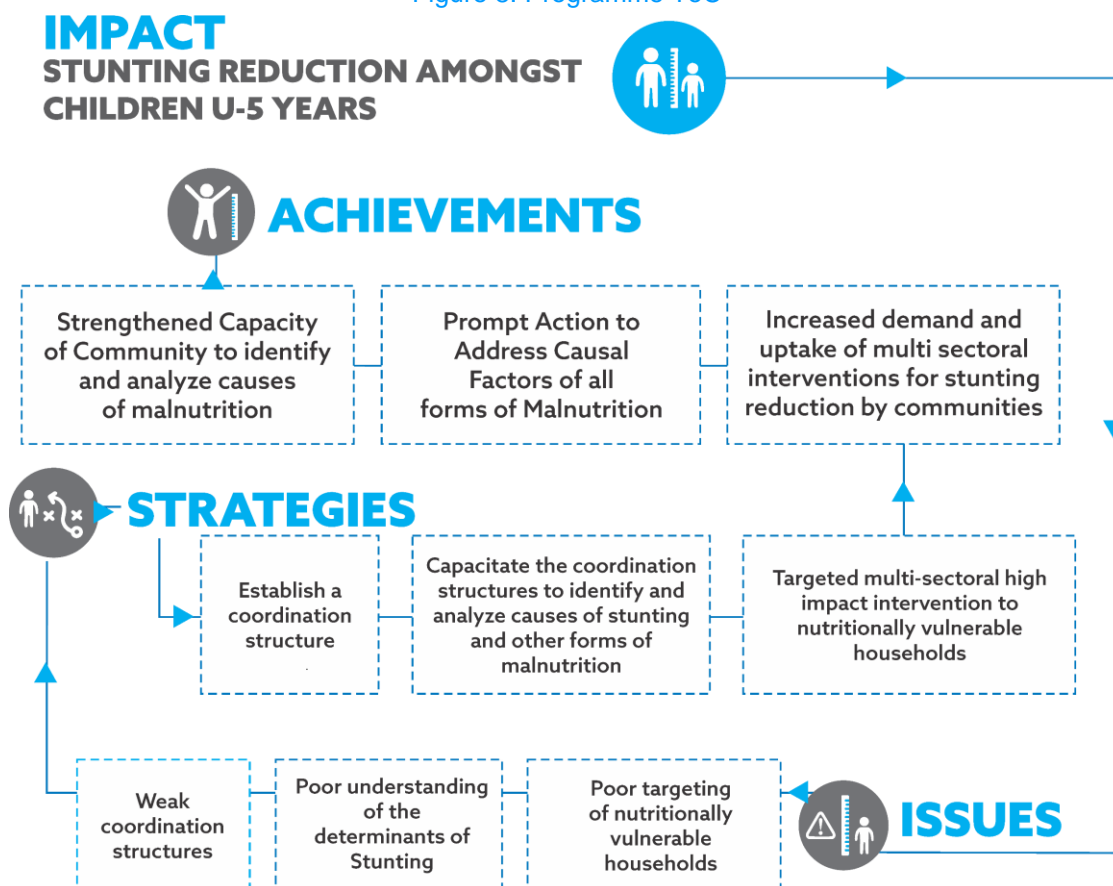 Figure Programme
IMPACT
STUNTING REDUCTION AMONGST
CHILDREN U-5 YEARS
ACHIEVEMENTS
Strengthened Capacity
of Community to identify
and analyze causes
of malnutrition
Prompt Action to
Address Causal
Factors of all
forms of Malnutrition
Increased demand and
uptake of multi sectoral
interventions for stunting
reduction by communities
STRATEGIES
Establish a
coordination
structure
Capacitate the coordination
structures to identify and
analyze causes of stunting
and other forms of
malnutrition
Targeted multi-sectoral high
impact intervention to
nutritionally vulnerable
households
Weak
coordination
structures
Poor understanding
of the
determinants of
Stunting
Poor targeting
of nutritionally
vulnerable
households
ISSUES